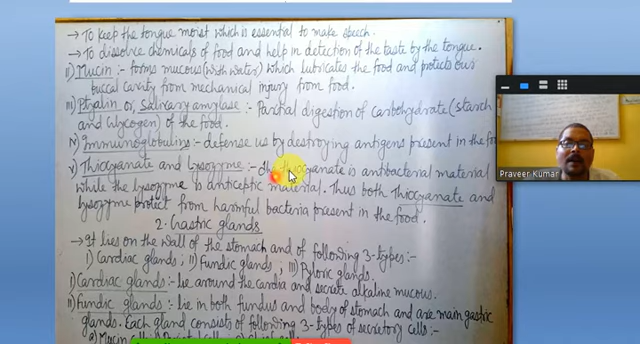 → To keep the tongue moist which is essential to make speech.
→ To dissolve chemicals of food and help in detection of the taste by the tongue.
ii) Mucin :- forms mucous (with water) which lubricates the food and protects our
buccal cavity from mechanical injury from food.
iii) Ptyalin or Salivary amylase :- Partial digestion of carbohydrate (starch
and Glycogen) of the food.
iv) Immunoglobulins :- defense us by destroying antigens present in the foo
v) Thiocyanate and Lysozyme :- the thiocyanate is antibacterial material
while the lysozyme is anticeptic material. Thus both Thiocyanate and
lysozyme protect from harmful bacteria present in the food.
2. Gastric glands
→ It lies on the wall of the stomach and of following 3-types :-
i) Cardiac glands ; ii) Fundic glands ; iii) Pyloric glands.
i) Cardiac glands :- lie around the cardia and secrete alkaline mucous.
ii) Fundic glands :- lie in both fundus and body of stomach and are main gastric
glands. Each gland consists of following 3-types of secretory cells :-
Praveer Kumar